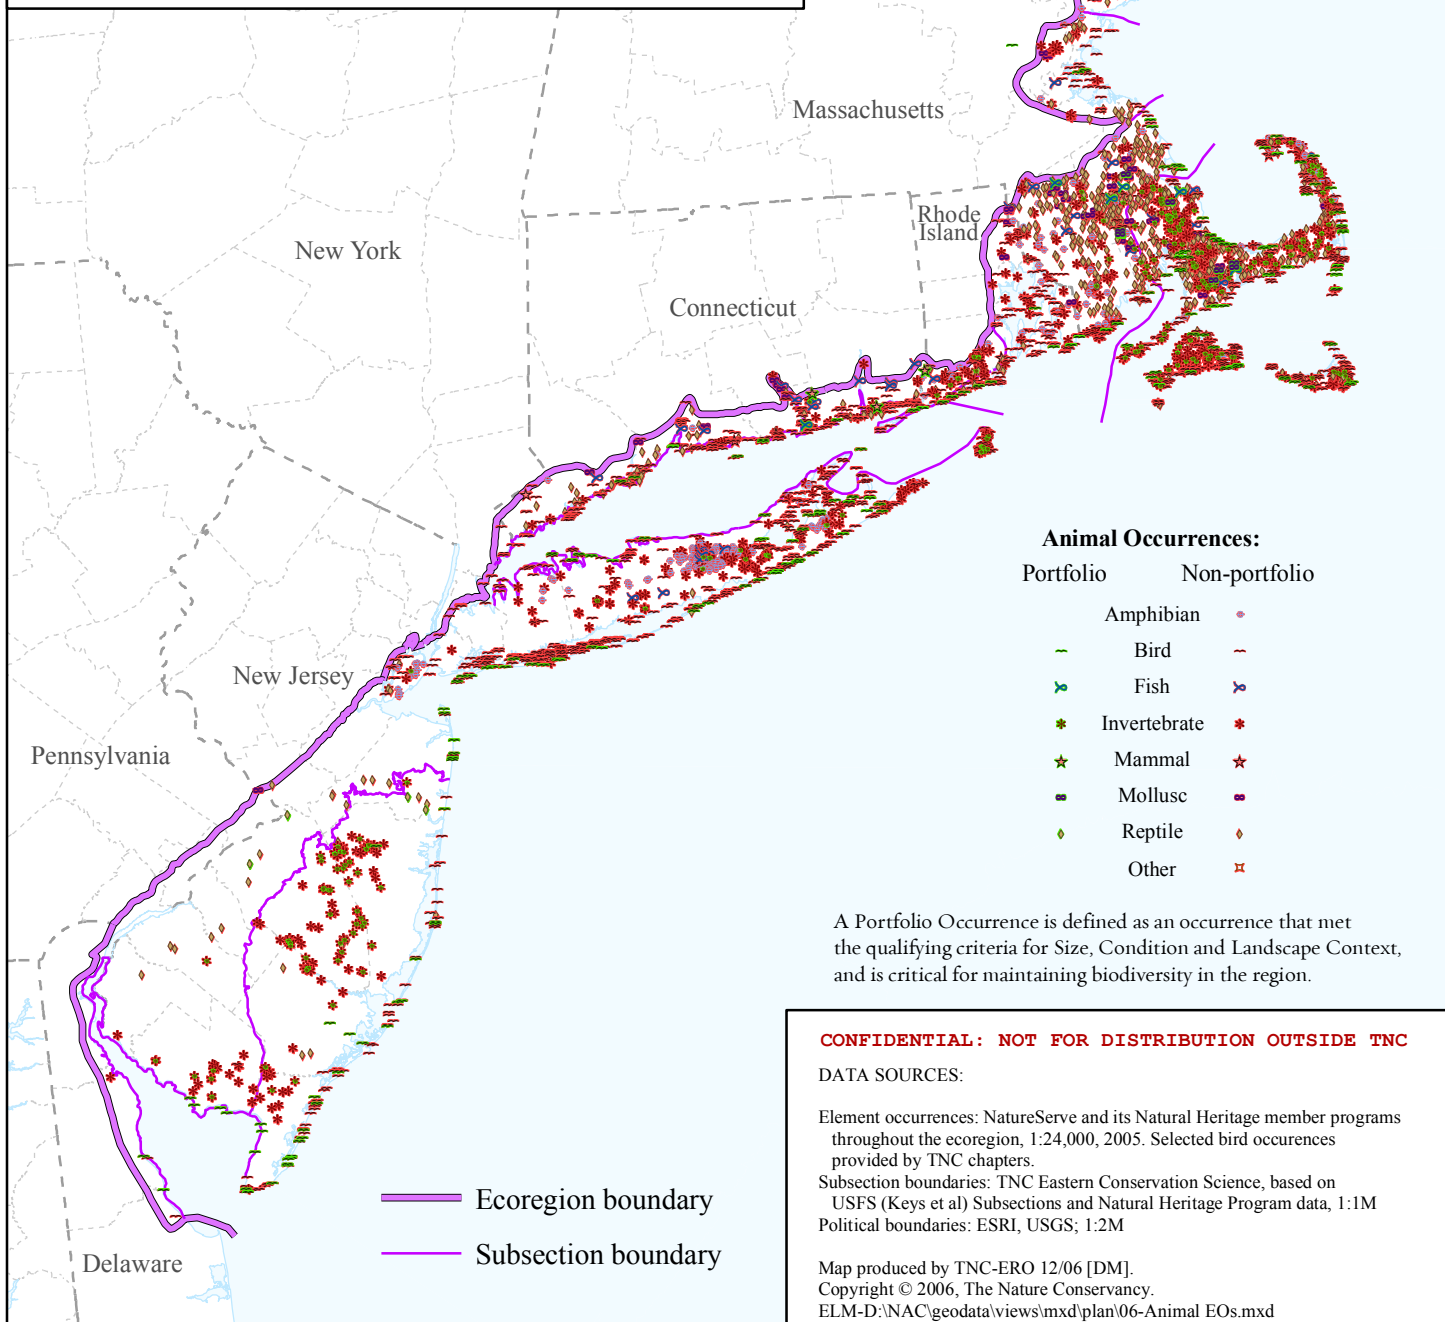 Massachusetts
Rhode
Island
New York
Connecticut
New Jersey
Pennsylvania
Delaware
Animal Occurrences:
Portfolio Non-portfolio
Amphibian
Bird
Fish
Invertebrate
Mammal
Mollusc
Reptile
Other
A Portfolio Occurrence is defined as an occurrence that met
the qualifying criteria for Size, Condition and Landscape Context,
and is critical for maintaining biodiversity in the region.
Ecoregion boundary
Subsection boundary
CONFIDENTIAL: NOT FOR DISTRIBUTION OUTSIDE TNC
DATA SOURCES:
Element occurrences: NatureServe and its Natural Heritage member programs
throughout the ecoregion, 1:24,000, 2005. Selected bird occurences
provided by TNC chapters.
Subsection boundaries: TNC Eastern Conservation Science, based on
USFS (Keys et al) Subsections and Natural Heritage Program data, 1:1M
Political boundaries: ESRI, USGS; 1:2M
Map produced by TNC-ERO 12/06 [DM].
Copyright © 2006, The Nature Conservancy.
ELM-D:\NAC\geodata\views\mxd\plan\06-Animal EOs.mxd